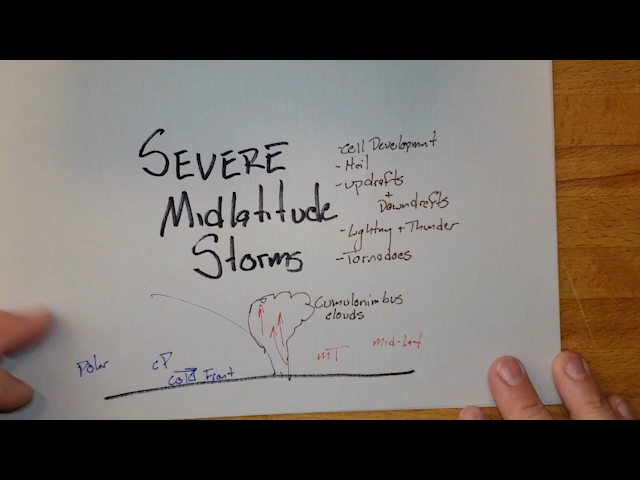 SEVERE
Midlatitude
Storms
-Cell Development
-Hail
-updrafts
+
Downdrafts
-Lightning + Thunder
-Tornadoes
Cumulonimbus
clouds
Polar
cP
cold Front
mT
mid-lat